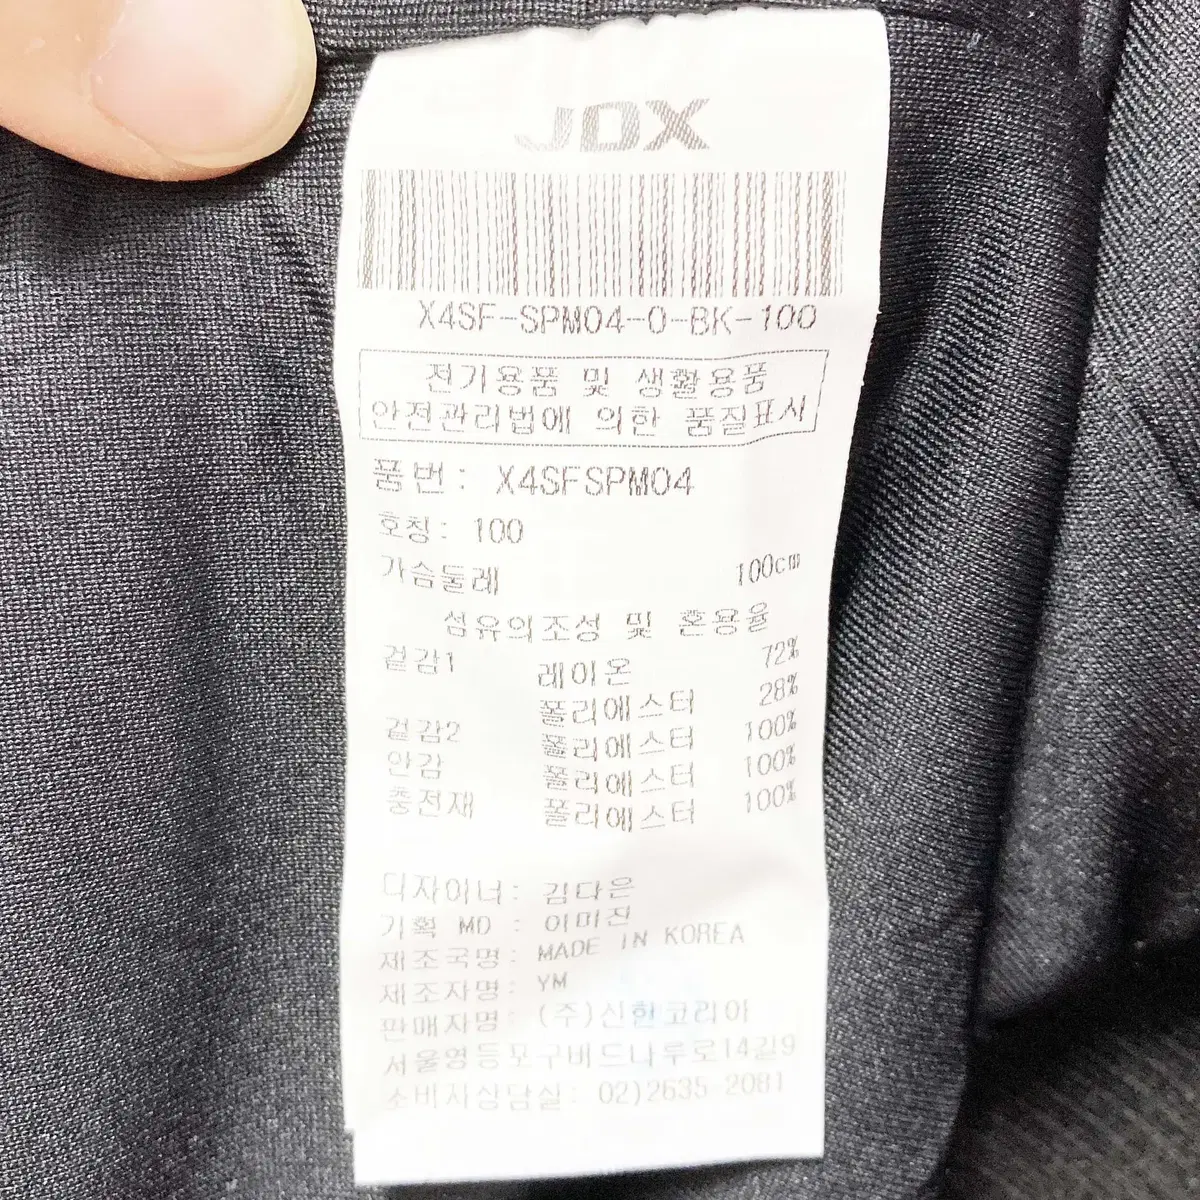 JDX
X4SF-SPM04-0-BK-100
전기용품 및 생활용품
안전관리법에 의한 품질표시
품번: X4SFSPM04
호칭: 100
가슴둘레 100cm
섬유의조성 및 혼용율
겉감1 레이온 72%
폴리에스터 28%
겉감2 폴리에스터 100%
안감 폴리에스터 100%
충전재 폴리에스터 100%
디자이너: 김다은
기획 MD : 이미진
제조국명: MADE IN KOREA
제조자명: YM
판매자명: (주)신한코리아
서울영등포구버드나루로14길9
소비자상담실: 02)2635-2081